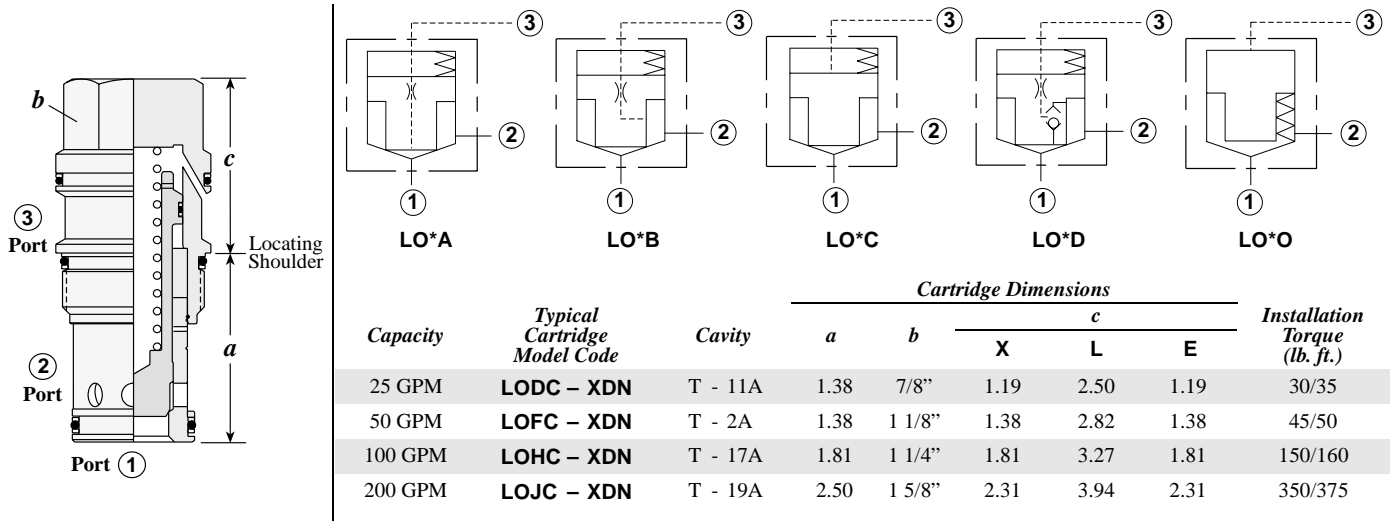 b
c
3
Port
Locating
Shoulder
a
2
Port
Port 1
3 3 3 3 3
2 2 2 2 2
1 1 1 1 1
LO*A LO*B LO*C LO*D LO*O
Cartridge Dimensions
Capacity Typical Cartridge Model Code Cavity a b c Installation Torque (lb. ft.)
X L E
25 GPM LODC – XDN T - 11A 1.38 7/8” 1.19 2.50 1.19 30/35
50 GPM LOFC – XDN T - 2A 1.38 1 1/8” 1.38 2.82 1.38 45/50
100 GPM LOHC – XDN T - 17A 1.81 1 1/4” 1.81 3.27 1.81 150/160
200 GPM LOJC – XDN T - 19A 2.50 1 5/8” 2.31 3.94 2.31 350/375